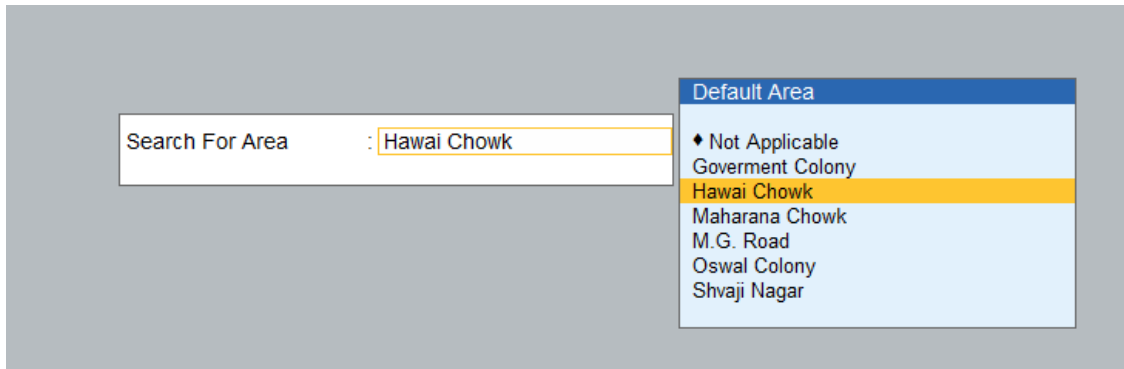 Default Area
Search For Area : Hawai Chowk
♦ Not Applicable
Goverment Colony
Hawai Chowk
Maharana Chowk
M.G. Road
Oswal Colony
Shvaji Nagar